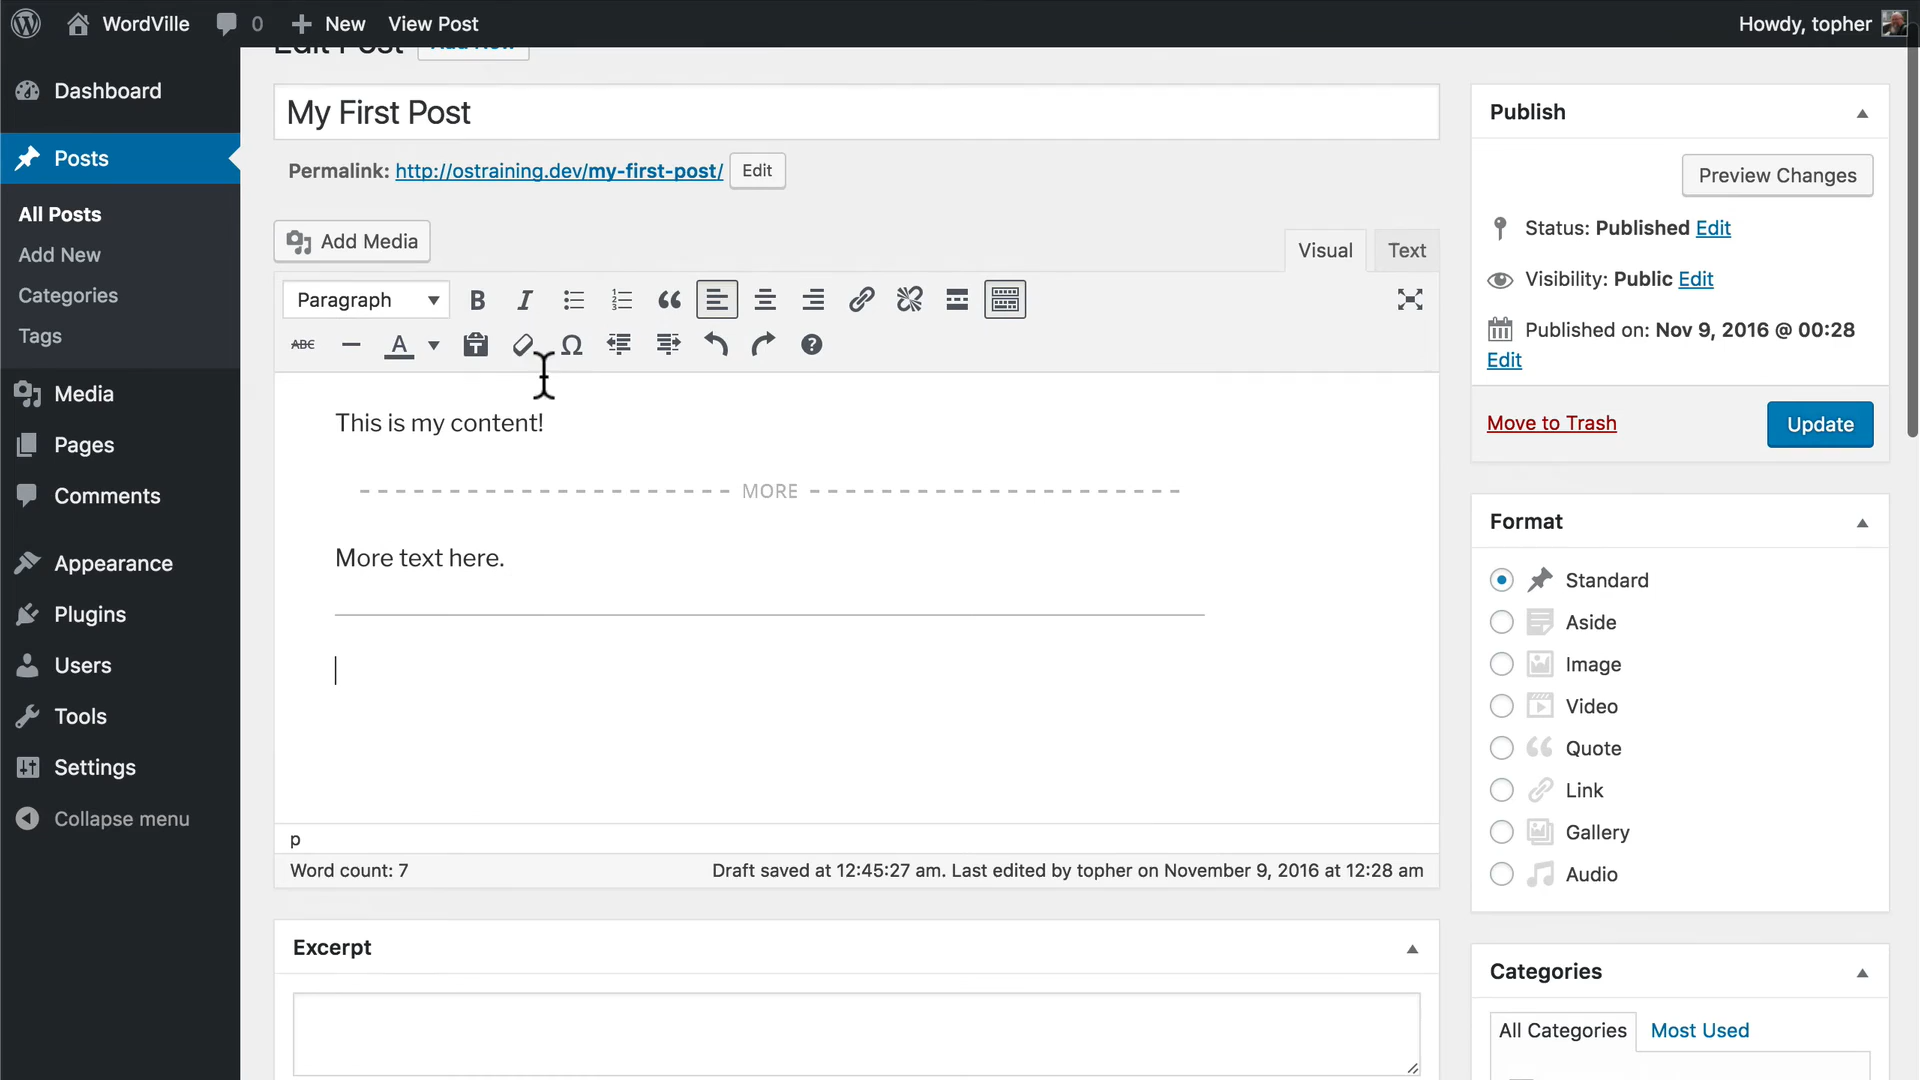 WordVille 0 New View Post Howdy, topher
Edit Post Add New
Dashboard
Posts
All Posts
Add New
Categories
Tags
Media
Pages
Comments
Appearance
Plugins
Users
Tools
Settings
Collapse menu
My First Post
Permalink: http://ostraining.dev/my-first-post/ Edit
Add Media
Visual Text
Paragraph B I
ABC A Ω
This is my content!
MORE
More text here.
p
Word count: 7 Draft saved at 12:45:27 am. Last edited by topher on November 9, 2016 at 12:28 am
Excerpt
Publish
Preview Changes
Status: Published Edit
Visibility: Public Edit
Published on: Nov 9, 2016 @ 00:28
Edit
Move to Trash Update
Format
Standard
Aside
Image
Video
Quote
Link
Gallery
Audio
Categories
All Categories Most Used